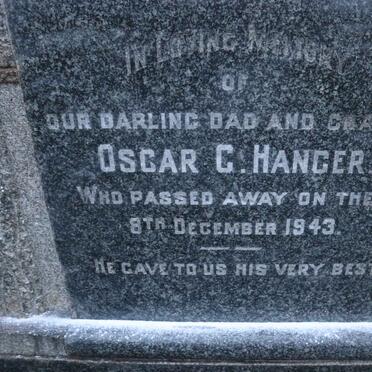 IN LOVING MEMORY
OF
OUR DARLING DAD AND GRA
OSCAR G. HANGER
WHO PASSED AWAY ON THE
8TH DECEMBER 1943.
HE GAVE TO US HIS VERY BEST